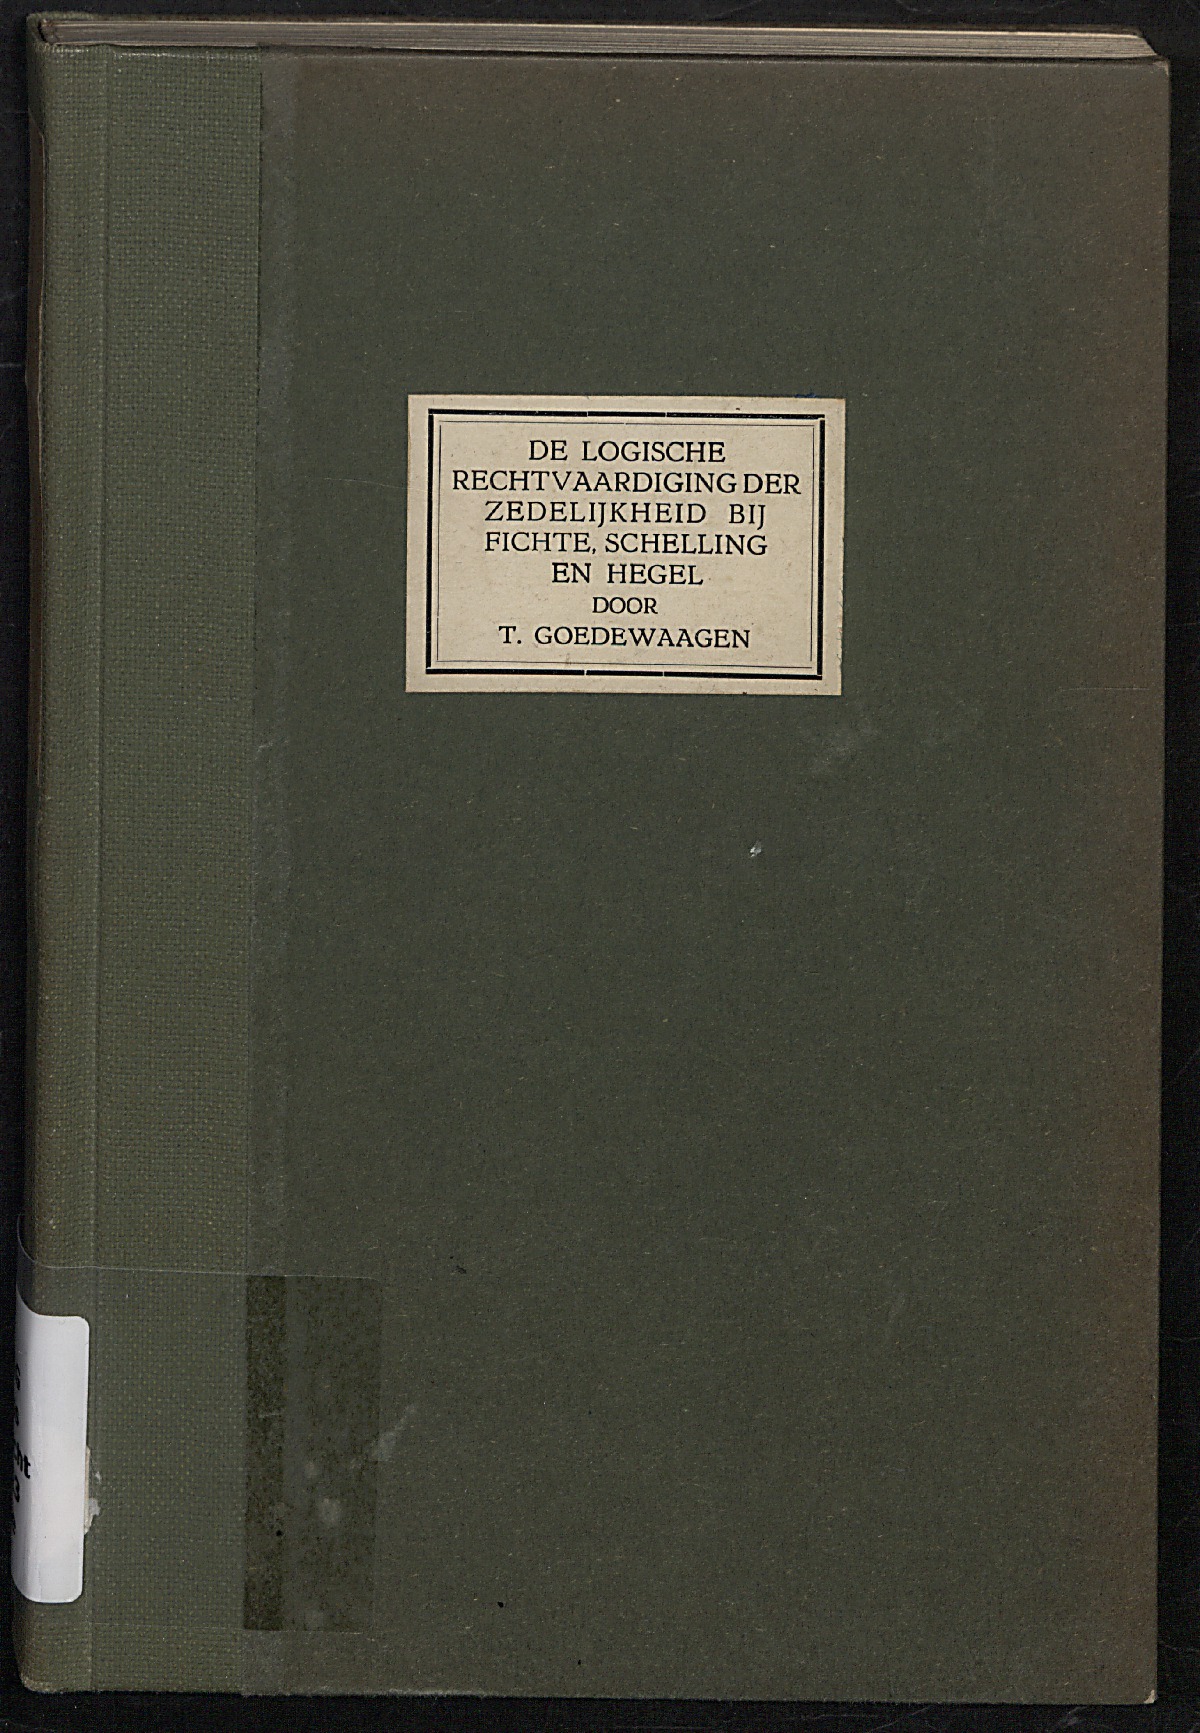 DE LOGISCHE
RECHTVAARDIGING DER
ZEDELIJKHEID BIJ
FICHTE, SCHELLING
EN HEGEL
DOOR
T. GOEDEWAAGEN